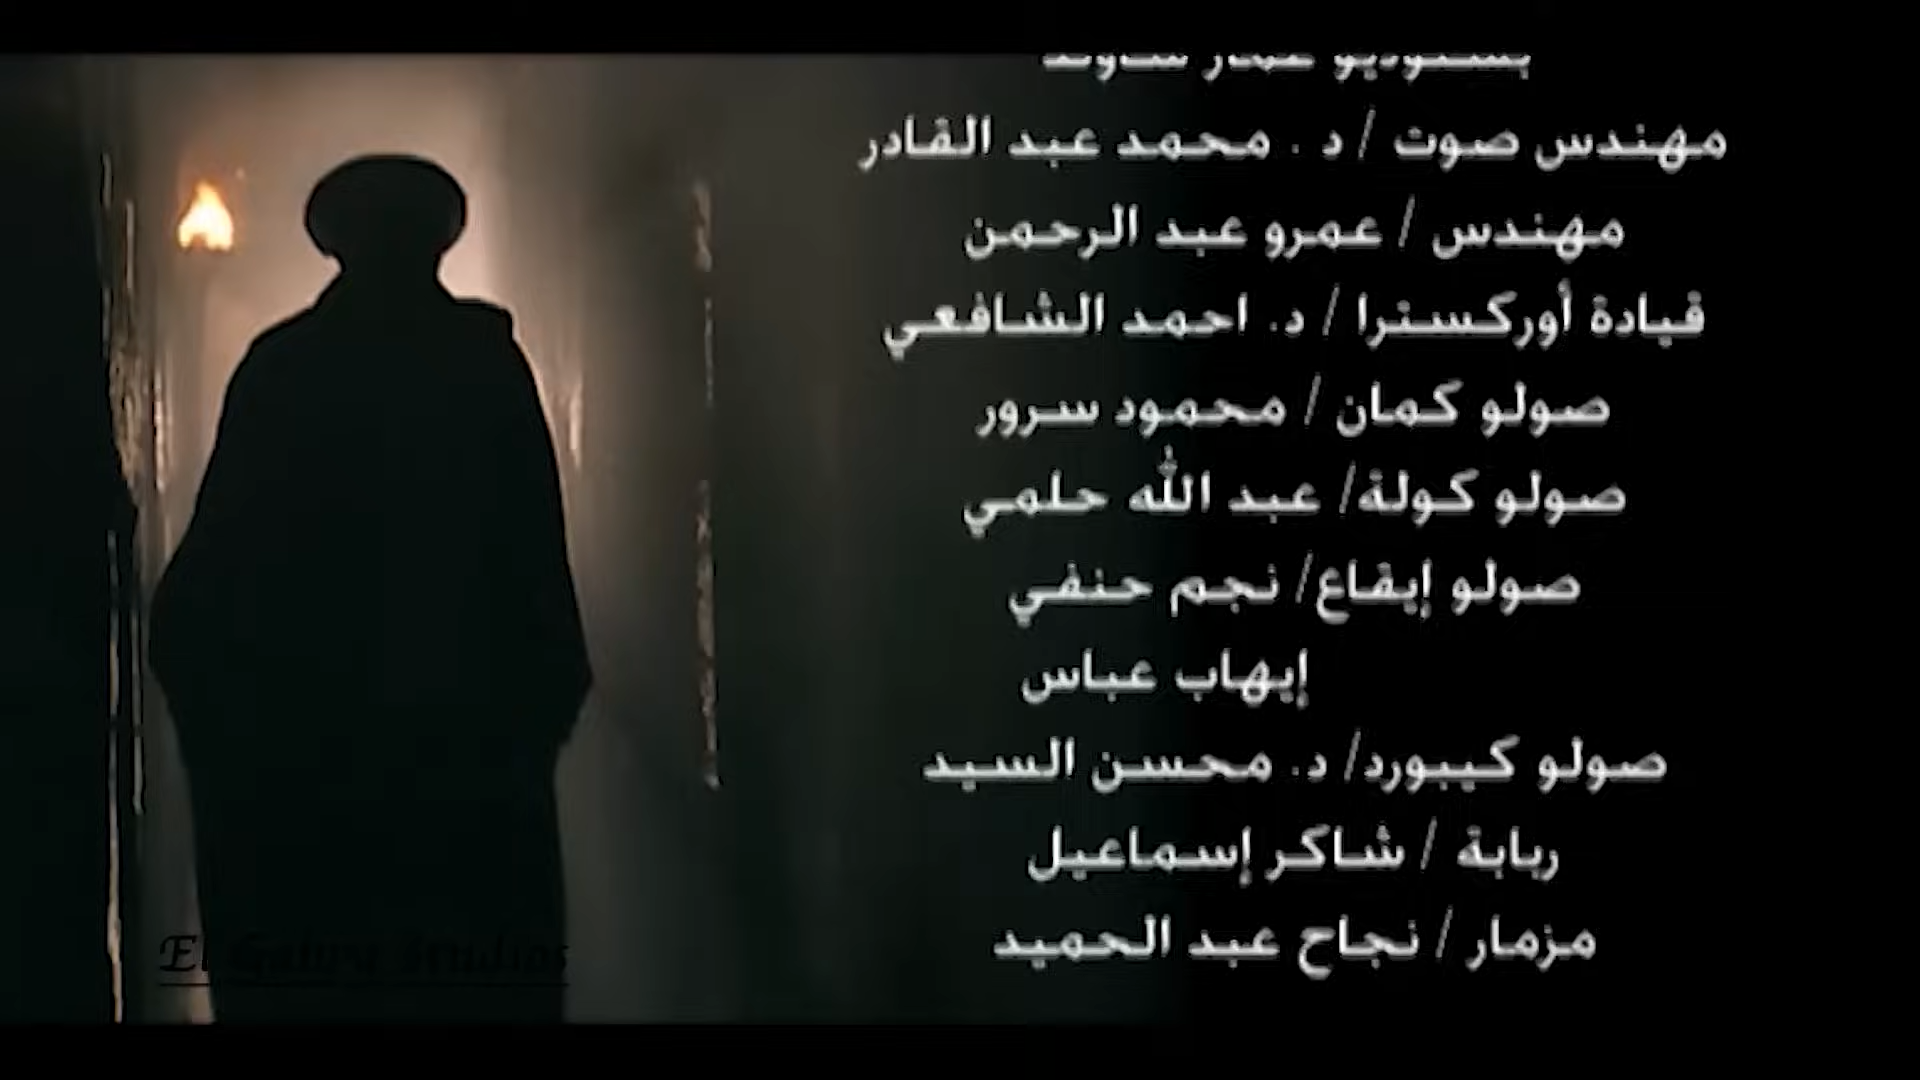 مهندس صوت / د . محمد عبد القادر
مهندس / عمرو عبد الرحمن
قيادة أوركسترا / د. احمد الشافعي
صولو كمان / محمود سرور
صولو كولة/ عبد الله حلمي
صولو إيقاع/ نجم حنفي
إيهاب عباس
صولو كيبورد/ د. محسن السيد
ربابة / شاكر إسماعيل
مزمار / نجاح عبد الحميد
El Studios